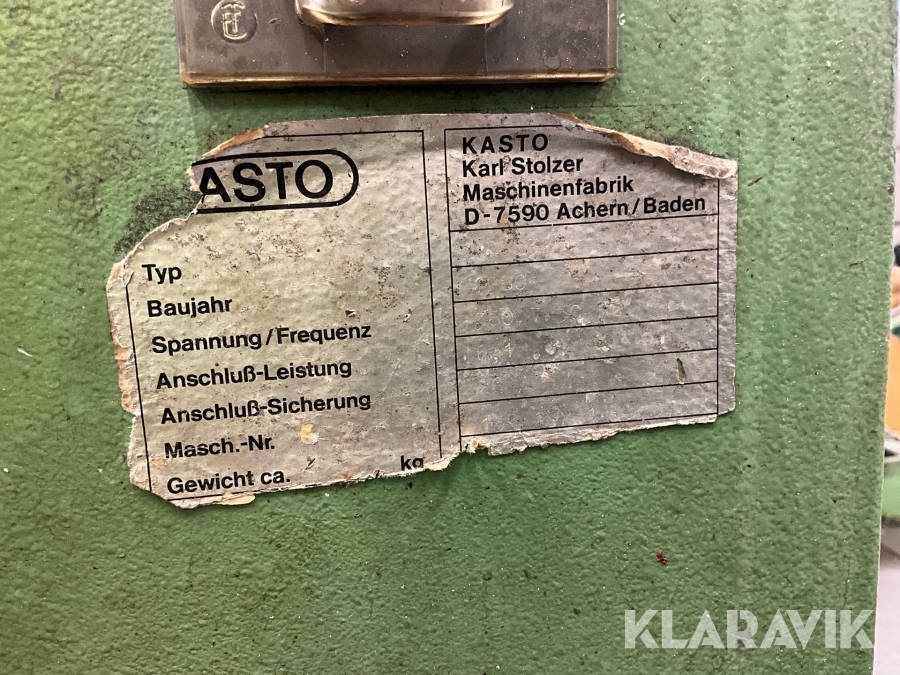 ASTO
KASTO
Karl Stolzer
Maschinenfabrik
D-7590 Achern/Baden
Typ
Baujahr
Spannung/Frequenz
Anschluß-Leistung
Anschluß-Sicherung
Masch.-Nr.
Gewicht ca. kg
KLARAVIK